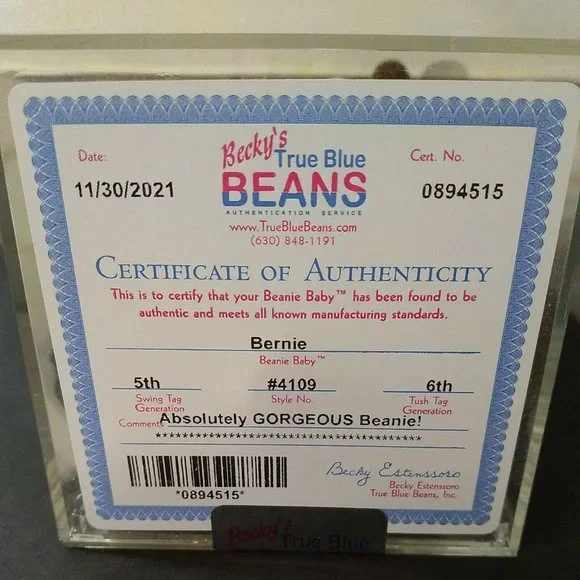 Date:
Becky's
True Blue
Cert. No.
11/30/2021
BEANS
0894515
AUTHENTICATION SERVICE
www.TrueBlueBeans.com
(630) 848-1191
CERTIFICATE OF AUTHENTICITY
This is to certify that your Beanie Baby™ has been found to be
authentic and meets all known manufacturing standards.
Bernie
Beanie Baby™
5th #4109 6th
Swing Tag Style No. Tush Tag
Generation Generation
Comments Absolutely GORGEOUS Beanie!
****************************************
Becky Estenssoro
Becky Estenssoro
*0894515* True Blue Beans, Inc.
Becky's
True Blue